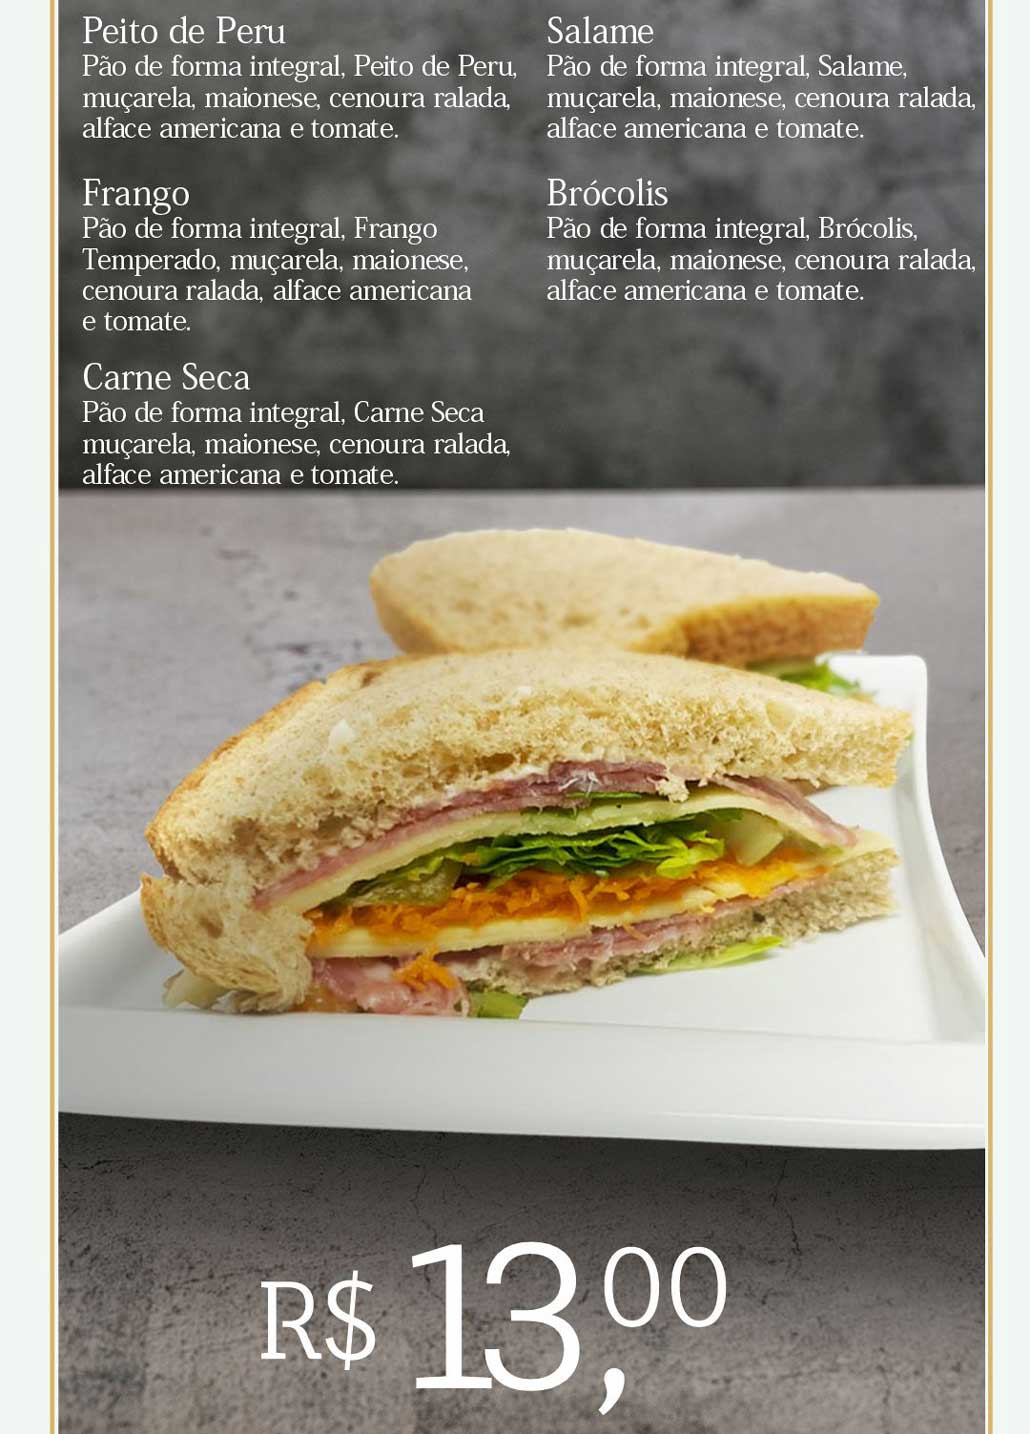 Peito de Peru
Pão de forma integral, Peito de Peru,
muçarela, maionese, cenoura ralada,
alface americana e tomate.
Salame
Pão de forma integral, Salame,
muçarela, maionese, cenoura ralada,
alface americana e tomate.
Frango
Pão de forma integral, Frango
Temperado, muçarela, maionese,
cenoura ralada, alface americana
e tomate.
Brócolis
Pão de forma integral, Brócolis,
muçarela, maionese, cenoura ralada,
alface americana e tomate.
Carne Seca
Pão de forma integral, Carne Seca
muçarela, maionese, cenoura ralada,
alface americana e tomate.
R$ 13,00